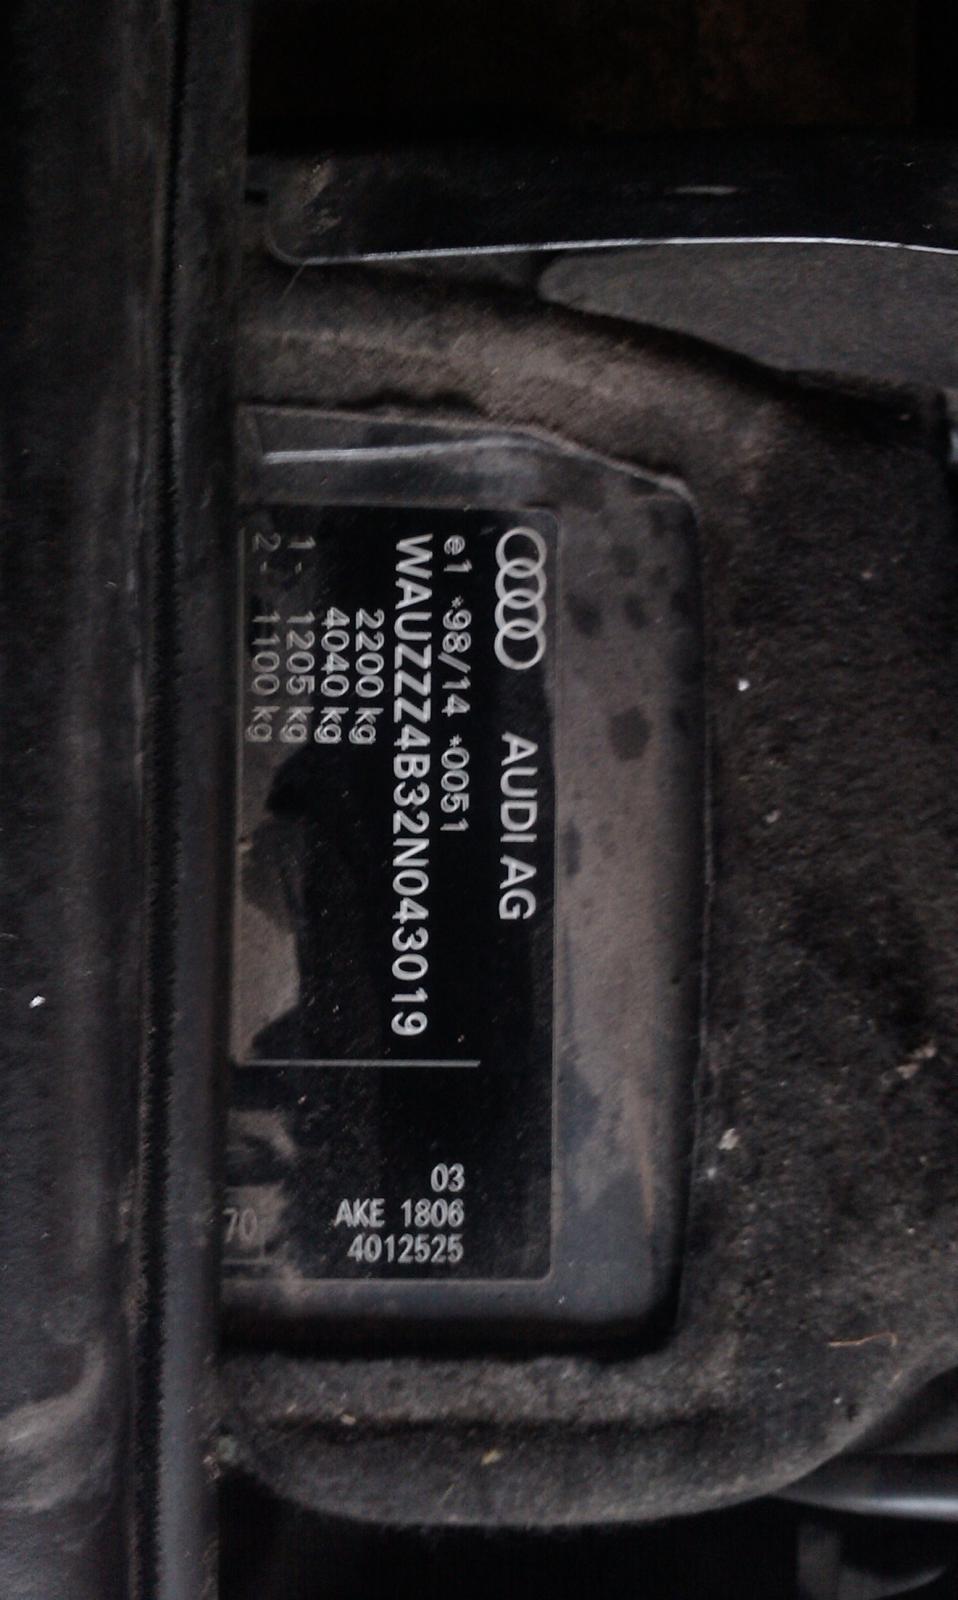 AUDI AG
e1 *98/14 *0051
WAUZZZ4B32N043019
2200 kg
4040 kg
1- 1205 kg
2- 1100 kg
03
AKE 1806
4012525
70